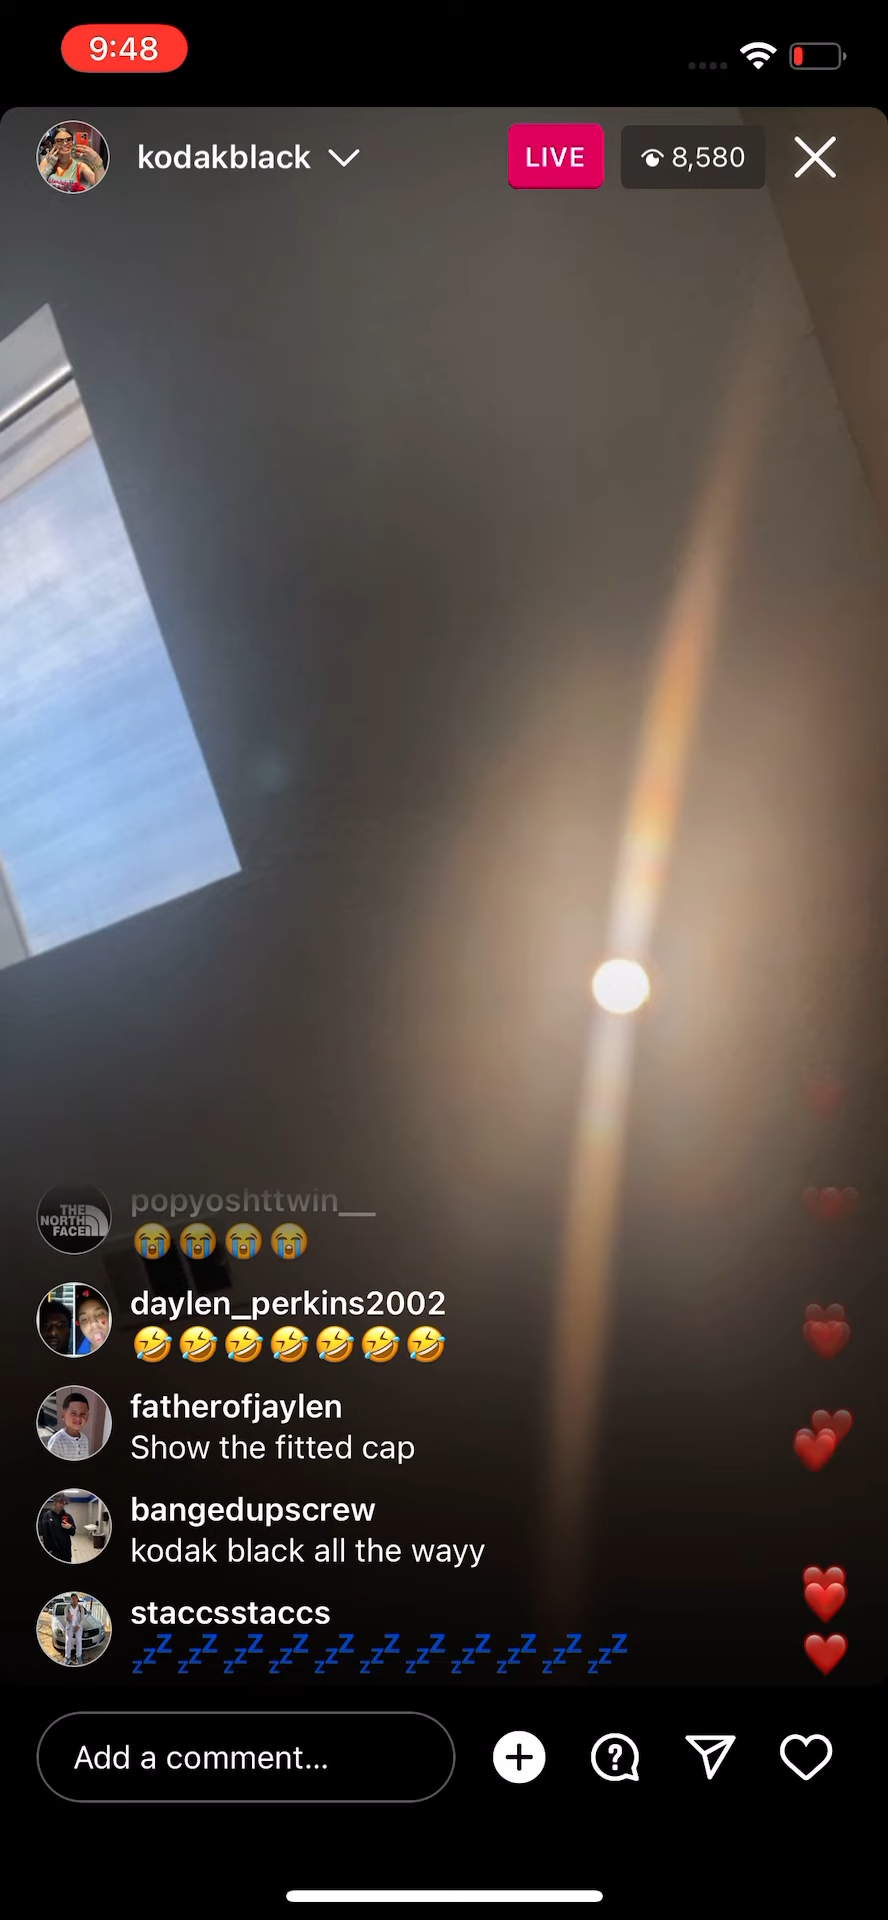 9:48
kodakblack
LIVE
8,580
THE
NORTH
FACE
popyoshttwin__
😭😭😭😭
daylen_perkins2002
🤣🤣🤣🤣🤣🤣🤣
fatherofjaylen
Show the fitted cap
bangedupscrew
kodak black all the wayy
staccsstaccs
💤💤💤💤💤💤💤💤💤💤💤
Add a comment...